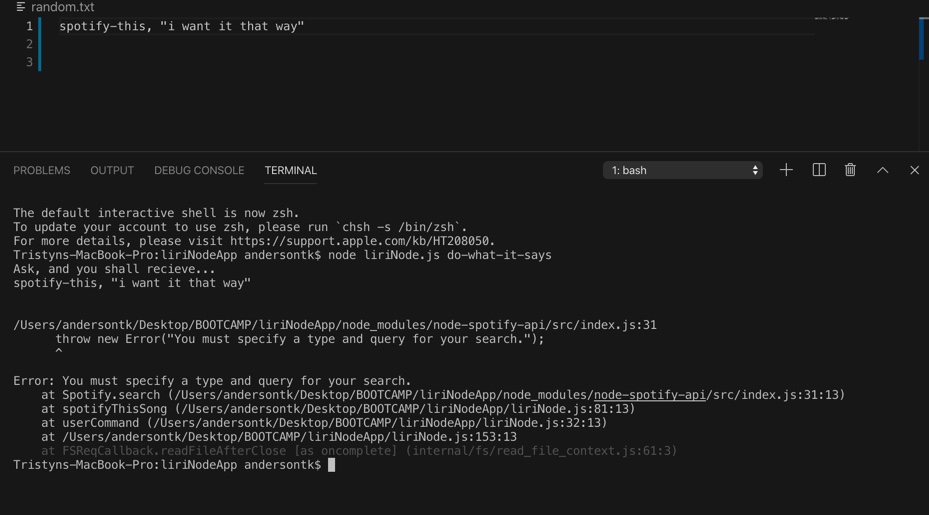 random.txt
1 spotify-this, "i want it that way"
2
3
PROBLEMS OUTPUT DEBUG CONSOLE TERMINAL 1: bash
The default interactive shell is now zsh.
To update your account to use zsh, please run `chsh -s /bin/zsh`.
For more details, please visit https://support.apple.com/kb/HT208050.
Tristyns-MacBook-Pro:liriNodeApp andersontk$ node liriNode.js do-what-it-says
Ask, and you shall recieve...
spotify-this, "i want it that way"
/Users/andersontk/Desktop/BOOTCAMP/liriNodeApp/node_modules/node-spotify-api/src/index.js:31
throw new Error("You must specify a type and query for your search.");
^
Error: You must specify a type and query for your search.
at Spotify.search (/Users/andersontk/Desktop/BOOTCAMP/liriNodeApp/node_modules/node-spotify-api/src/index.js:31:13)
at spotifyThisSong (/Users/andersontk/Desktop/BOOTCAMP/liriNodeApp/liriNode.js:81:13)
at userCommand (/Users/andersontk/Desktop/BOOTCAMP/liriNodeApp/liriNode.js:32:13)
at /Users/andersontk/Desktop/BOOTCAMP/liriNodeApp/liriNode.js:153:13
at FSReqCallback.readFileAfterClose [as oncomplete] (internal/fs/read_file_context.js:61:3)
Tristyns-MacBook-Pro:liriNodeApp andersontk$